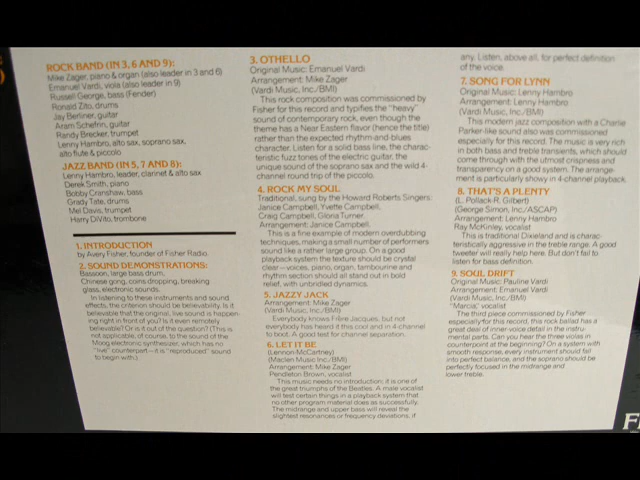 ROCK BAND (IN 3, 6 AND 9):
Mike Zager, piano & organ (also leader in 3 and 6)
Emanuel Vardi, viola (also leader in 9)
Russell George, bass (Fender)
Ronald Zito, drums
Jay Berliner, guitar
Aram Schefrin, guitar
Randy Brecker, trumpet
Lenny Hambro, alto sax, soprano sax,
alto flute & piccolo
JAZZ BAND (IN 5, 7 AND 8):
Lenny Hambro, leader, clarinet & alto sax
Derek Smith, piano
Bobby Cranshaw, bass
Grady Tate, drums
Mel Davis, trumpet
Harry DiVito, trombone
1. INTRODUCTION
by Avery Fisher, founder of Fisher Radio.
2. SOUND DEMONSTRATIONS:
Bassoon, large bass drum,
Chinese gong, coins dropping, breaking
glass, electronic sounds.
In listening to these instruments and sound
effects, the criterion should be believability. Is it
believable that the original, live sound is happen-
ing right in front of you? Is it even remotely
believable? Or is it out of the question? (This is
not applicable, of course, to the sound of the
Moog electronic synthesizer, which has no
"live" counterpart—it is "reproduced" sound
to begin with.)
3. OTHELLO
Original Music: Emanuel Vardi
Arrangement: Mike Zager
(Vardi Music, Inc./BMI)
This rock composition was commissioned by
Fisher for this record and typifies the "heavy"
sound of contemporary rock, even though the
theme has a Near Eastern flavor (hence the title)
rather than the expected rhythm-and-blues
character. Listen for a solid bass line, the charac-
teristic fuzz tones of the electric guitar, the
unique sound of the soprano sax and the wild 4-
channel round trip of the piccolo.
4. ROCK MY SOUL
Traditional, sung by the Howard Roberts Singers:
Janice Campbell, Yvette Campbell,
Craig Campbell, Gloria Turner.
Arrangement: Janice Campbell.
This is a fine example of modern overdubbing
techniques, making a small number of performers
sound like a rather large group. On a good
playback system the texture should be crystal
clear—voices, piano, organ, tambourine and
rhythm section all should stand out in bold
relief, with unbridled dynamics.
5. JAZZY JACK
Arrangement: Mike Zager
(Vardi Music, Inc./BMI)
Everybody knows Frère Jacques, but not
everybody has heard it this cool and in 4-channel
to boot. A good test for channel separation.
6. LET IT BE
(Lennon-McCartney)
(Maclen Music Inc./BMI)
Arrangement: Mike Zager
Pendleton Brown, vocalist
This music needs no introduction; it is one of
the great triumphs of the Beatles. A male vocalist
will test certain things in a playback system that
no other program material does as successfully.
The midrange and upper bass will reveal the
slightest resonances or frequency deviations, if
any. Listen, above all, for perfect definition
of the voice.
7. SONG FOR LYNN
Original Music: Lenny Hambro
Arrangement: Lenny Hambro
(Vardi Music, Inc./BMI)
This modern jazz composition with a Charlie
Parker-like sound also was commissioned
especially for this record. The music is very rich
in both bass and treble transients, which should
come through with the utmost crispness and
transparency on a good system. The arrange-
ment is particularly showy in 4-channel playback.
8. THAT'S A PLENTY
(L. Pollack-R. Gilbert)
(George Simon, Inc./ASCAP)
Arrangement: Lenny Hambro
Ray McKinley, vocalist
This is traditional Dixieland and is charac-
teristically aggressive in the treble range. A good
tweeter will really help here. But don't fail to
listen for bass definition.
9. SOUL DRIFT
Original Music: Pauline Vardi
Arrangement: Emanuel Vardi
(Vardi Music, Inc./BMI)
"Marcia," vocalist
The third piece commissioned by Fisher
especially for this record, this rock ballad has a
great deal of inner-voice detail in the instru-
mental parts. Can you hear the three violas in
counterpoint at the beginning? On a system with
smooth response, every instrument should fall
into perfect balance, and the soprano should be
perfectly focused in the midrange and
lower treble.